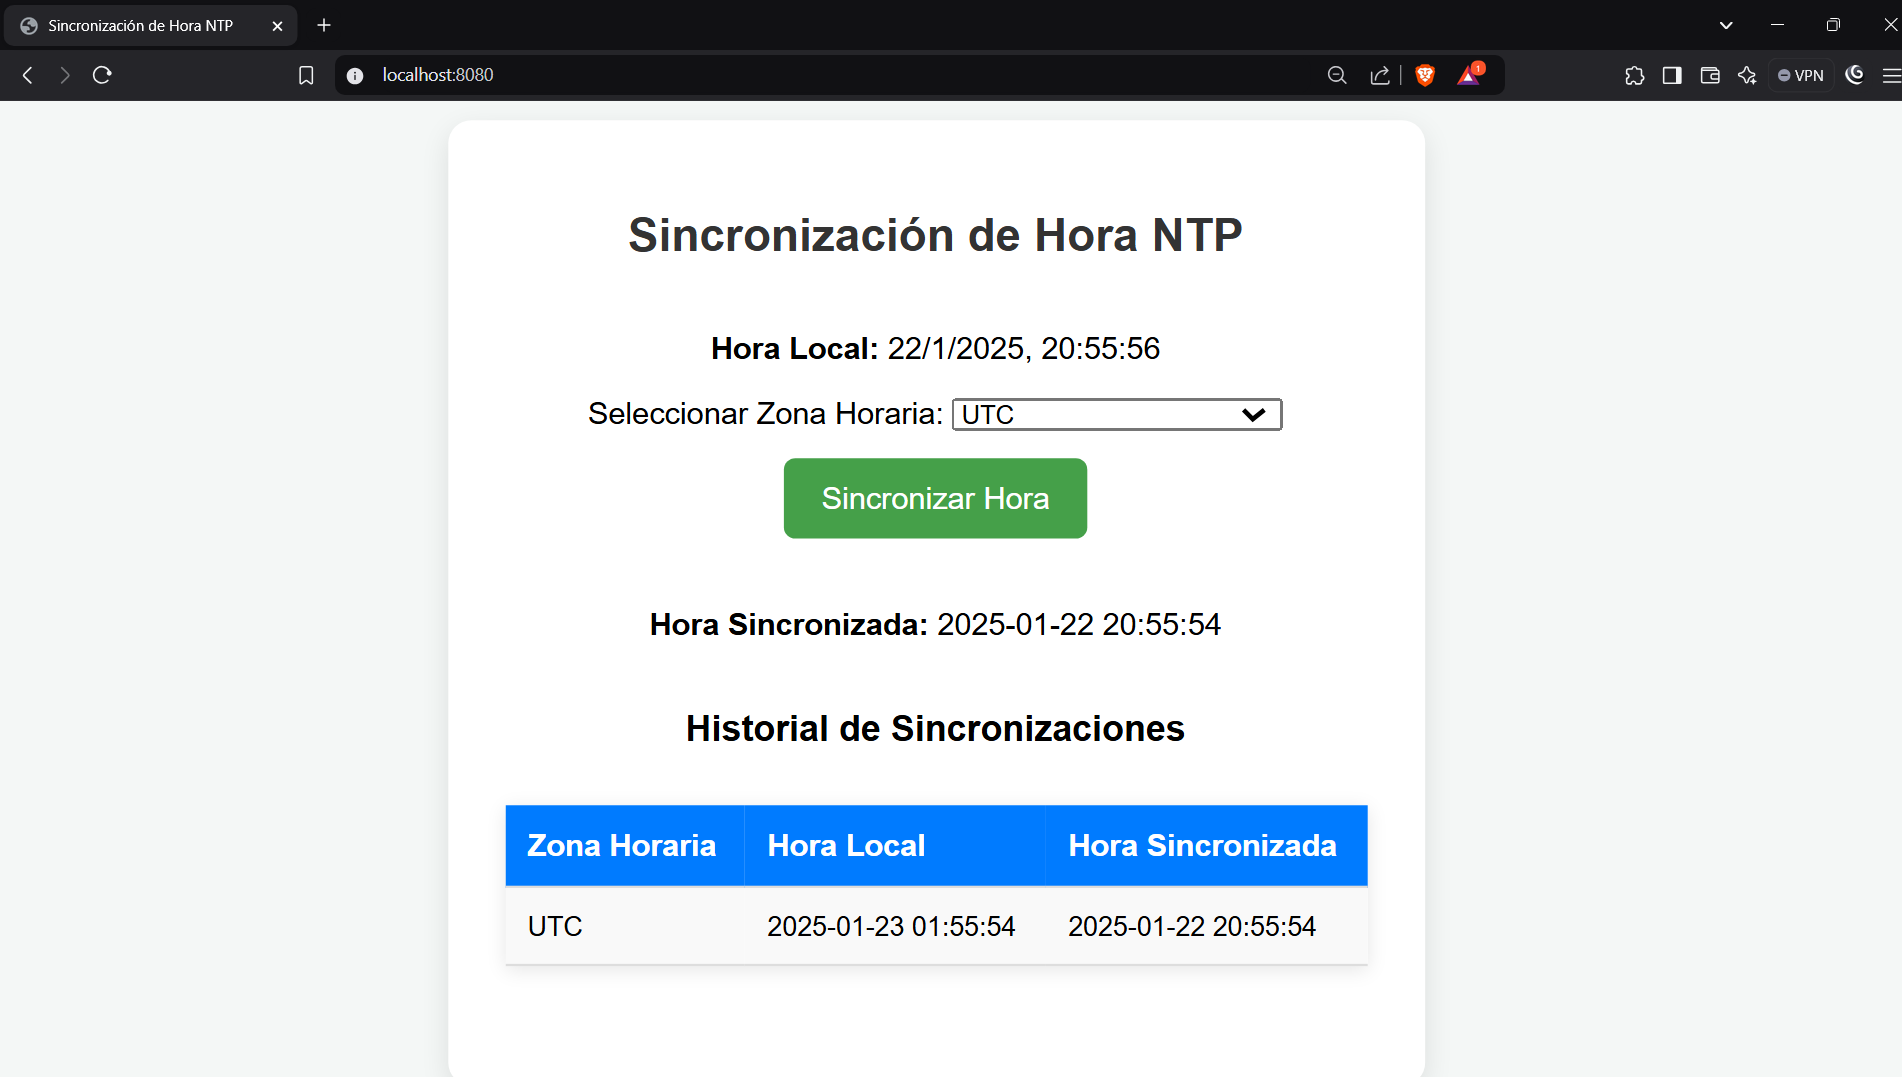 Sincronización de Hora NTP
localhost:8080
1
VPN
Sincronización de Hora NTP
Hora Local: 22/1/2025, 20:55:56
Seleccionar Zona Horaria: UTC
Sincronizar Hora
Hora Sincronizada: 2025-01-22 20:55:54
Historial de Sincronizaciones
Zona Horaria Hora Local Hora Sincronizada
UTC 2025-01-23 01:55:54 2025-01-22 20:55:54